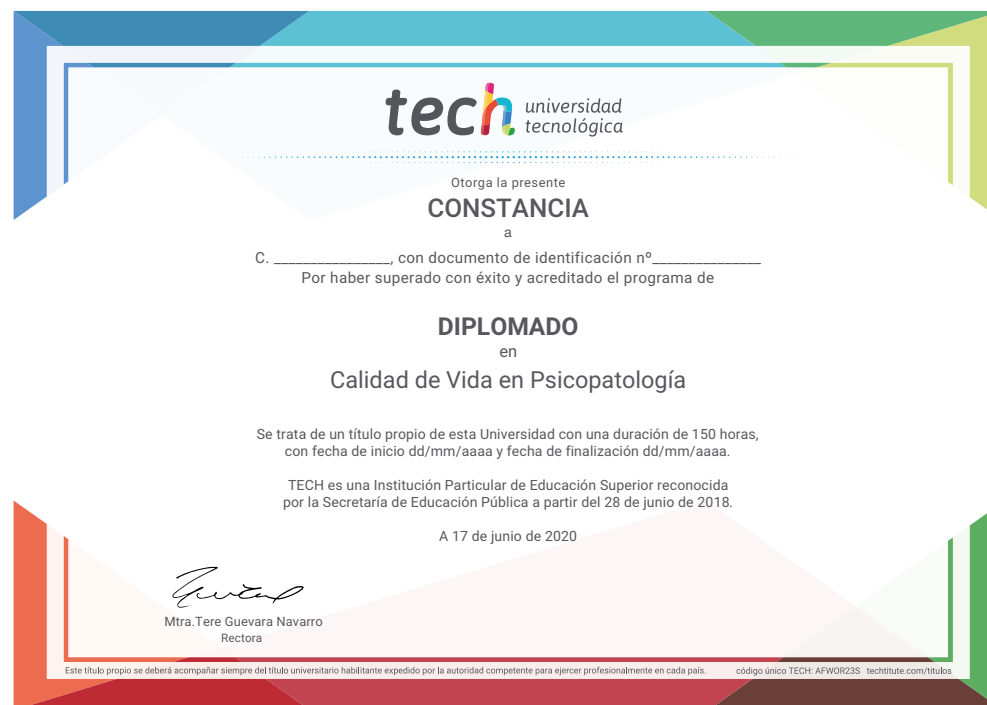 tech universidad
tecnológica
Otorga la presente
CONSTANCIA
a
C. ________________, con documento de identificación nº_______________
Por haber superado con éxito y acreditado el programa de
DIPLOMADO
en
Calidad de Vida en Psicopatología
Se trata de un título propio de esta Universidad con una duración de 150 horas,
con fecha de inicio dd/mm/aaaa y fecha de finalización dd/mm/aaaa.
TECH es una Institución Particular de Educación Superior reconocida
por la Secretaría de Educación Pública a partir del 28 de junio de 2018.
A 17 de junio de 2020
Mtra.Tere Guevara Navarro
Rectora
Este título propio se deberá acompañar siempre del título universitario habilitante expedido por la autoridad competente para ejercer profesionalmente en cada país.
código único TECH: AFWOR23S techtitute.com/titulos